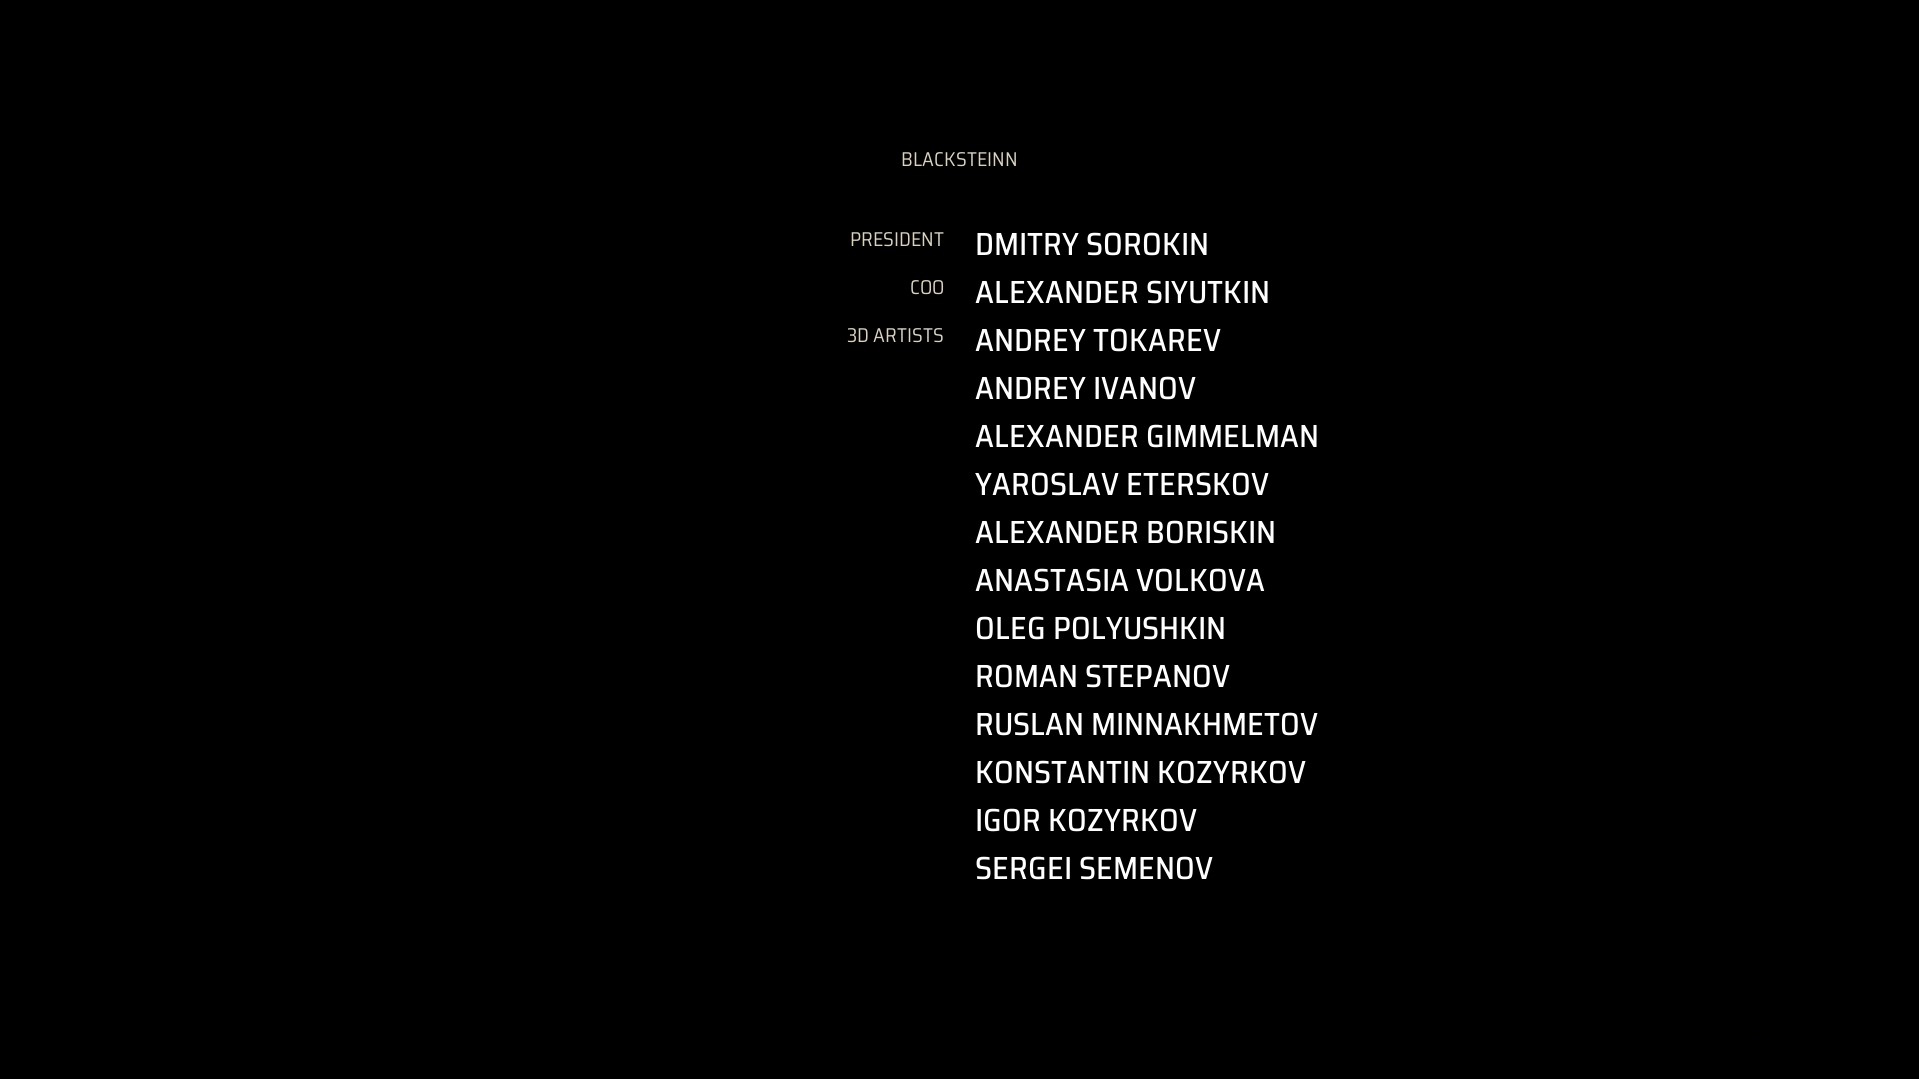 BLACKSTEINN
PRESIDENT DMITRY SOROKIN
COO ALEXANDER SIYUTKIN
3D ARTISTS ANDREY TOKAREV
ANDREY IVANOV
ALEXANDER GIMMELMAN
YAROSLAV ETERSKOV
ALEXANDER BORISKIN
ANASTASIA VOLKOVA
OLEG POLYUSHKIN
ROMAN STEPANOV
RUSLAN MINNAKHMETOV
KONSTANTIN KOZYRKOV
IGOR KOZYRKOV
SERGEI SEMENOV